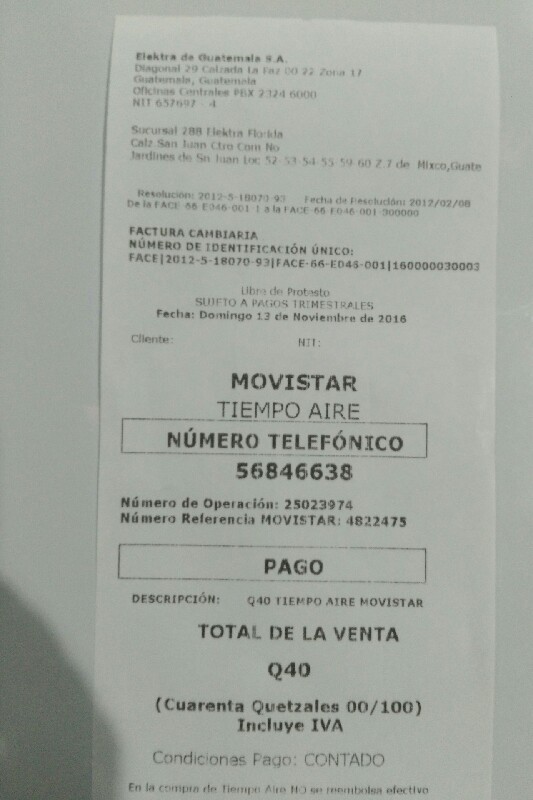 Elektra de Guatemala S.A.
Diagonal 29 Calzada La Paz 00-22 Zona 17
Guatemala, Guatemala
Oficinas Centrales PBX 2324 6000
NIT 657697 - 4
Sucursal 288 Elektra Florida
Calz San Juan Ctro Com No
Jardines de Sn Juan Loc 52-53-54-55-59-60 Z.7 de Mixco,Guate
Resolución: 2012-5-18070-93 Fecha de Resolución: 2012/02/08
De la FACE-66-E046-001-1 a la FACE-66-E046-001-300000
FACTURA CAMBIARIA
NÚMERO DE IDENTIFICACIÓN ÚNICO:
FACE|2012-5-18070-93|FACE-66-E046-001|160000030003
Libre de Protesto
SUJETO A PAGOS TRIMESTRALES
Fecha: Domingo 13 de Noviembre de 2016
Cliente: NIT:
MOVISTAR
TIEMPO AIRE
NÚMERO TELEFÓNICO
56846638
Número de Operación: 25023974
Número Referencia MOVISTAR: 4822475
PAGO
DESCRIPCIÓN: Q40 TIEMPO AIRE MOVISTAR
TOTAL DE LA VENTA
Q40
(Cuarenta Quetzales 00/100)
Incluye IVA
Condiciones Pago: CONTADO
En la compra de Tiempo Aire NO se reembolsa efectivo